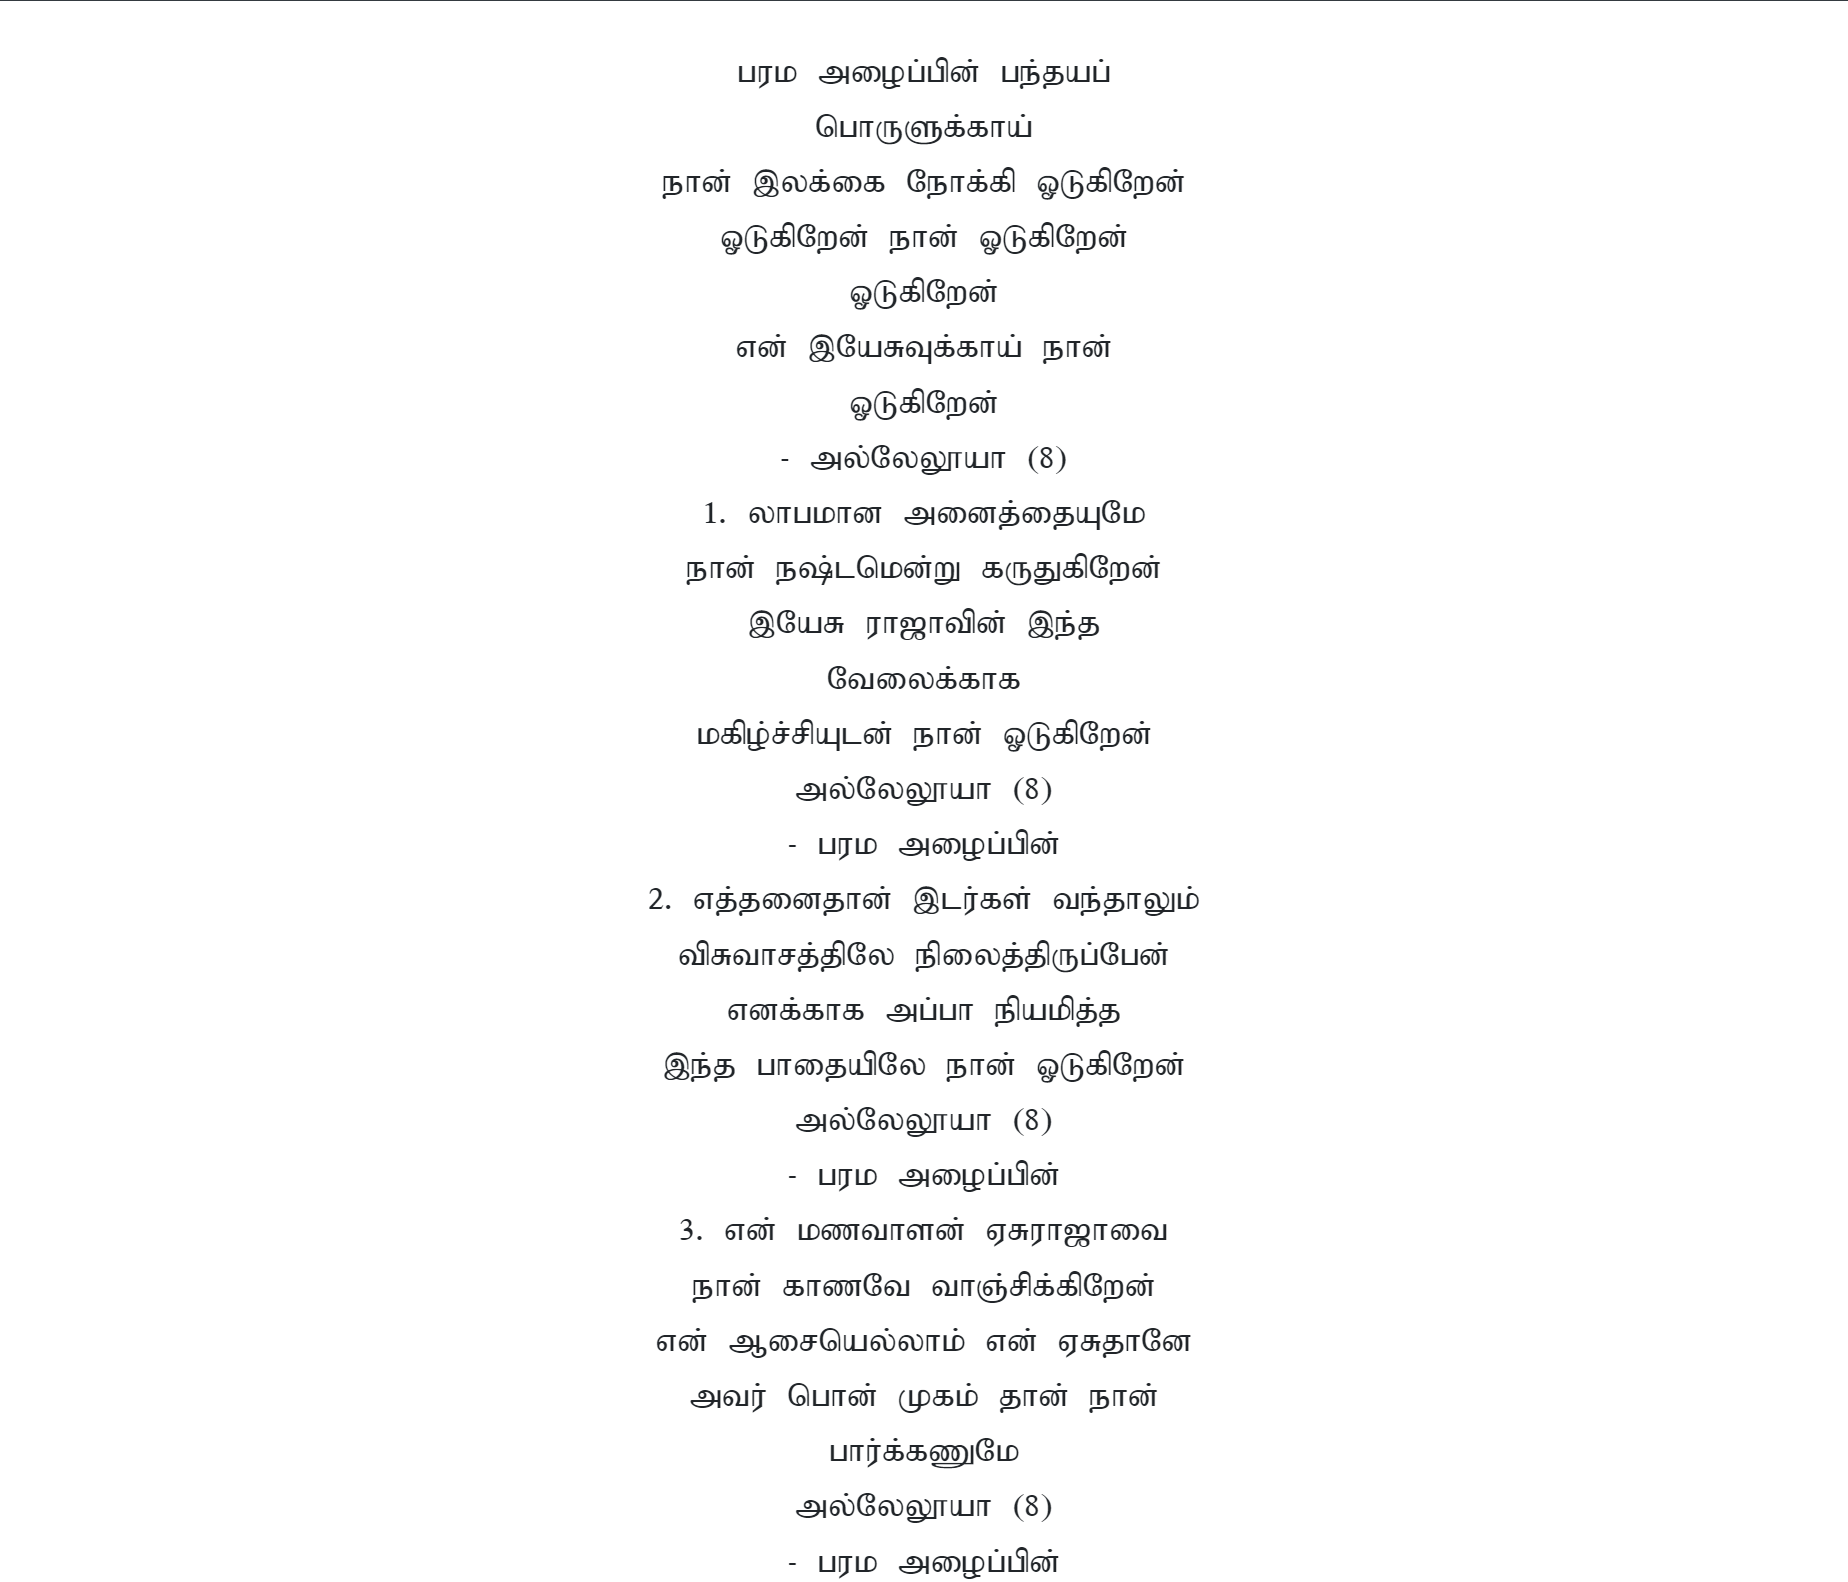 பரம அழைப்பின் பந்தயப்
பொருளுக்காய்
நான் இலக்கை நோக்கி ஓடுகிறேன்
ஓடுகிறேன் நான் ஓடுகிறேன்
ஓடுகிறேன்
என் இயேசுவுக்காய் நான்
ஓடுகிறேன்
- அல்லேலூயா (8)
1. லாபமான அனைத்தையுமே
நான் நஷ்டமென்று கருதுகிறேன்
இயேசு ராஜாவின் இந்த
வேலைக்காக
மகிழ்ச்சியுடன் நான் ஓடுகிறேன்
அல்லேலூயா (8)
- பரம அழைப்பின்
2. எத்தனைதான் இடர்கள் வந்தாலும்
விசுவாசத்திலே நிலைத்திருப்பேன்
எனக்காக அப்பா நியமித்த
இந்த பாதையிலே நான் ஓடுகிறேன்
அல்லேலூயா (8)
- பரம அழைப்பின்
3. என் மணவாளன் ஏசுராஜாவை
நான் காணவே வாஞ்சிக்கிறேன்
என் ஆசையெல்லாம் என் ஏசுதானே
அவர் பொன் முகம் தான் நான்
பார்க்கணுமே
அல்லேலூயா (8)
- பரம அழைப்பின்